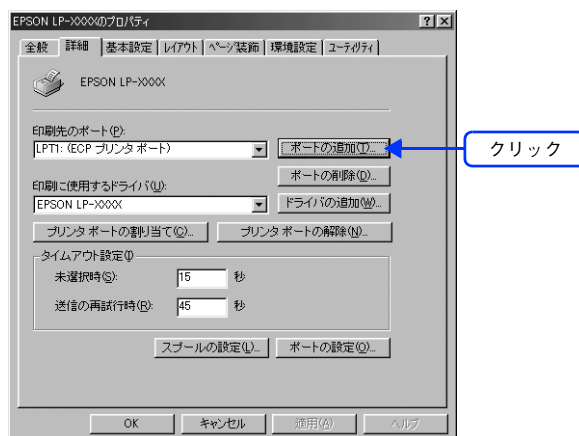 EPSON LP-XXXXのプロパティ
全般 詳細 基本設定 レイアウト ページ装飾 環境設定 ユーティリティ
EPSON LP-XXXX
印刷先のポート(P):
LPT1: (ECP プリンタ ポート)
ポートの追加(T)...
クリック
ポートの削除(D)...
印刷に使用するドライバ(U):
EPSON LP-XXXX
ドライバの追加(W)...
プリンタ ポートの割り当て(C)...
プリンタ ポートの解除(N)...
タイムアウト設定(I)
未選択時(S):
15
秒
送信の再試行時(R):
45
秒
スプールの設定(L)...
ポートの設定(O)...
OK
キャンセル
適用(A)
ヘルプ